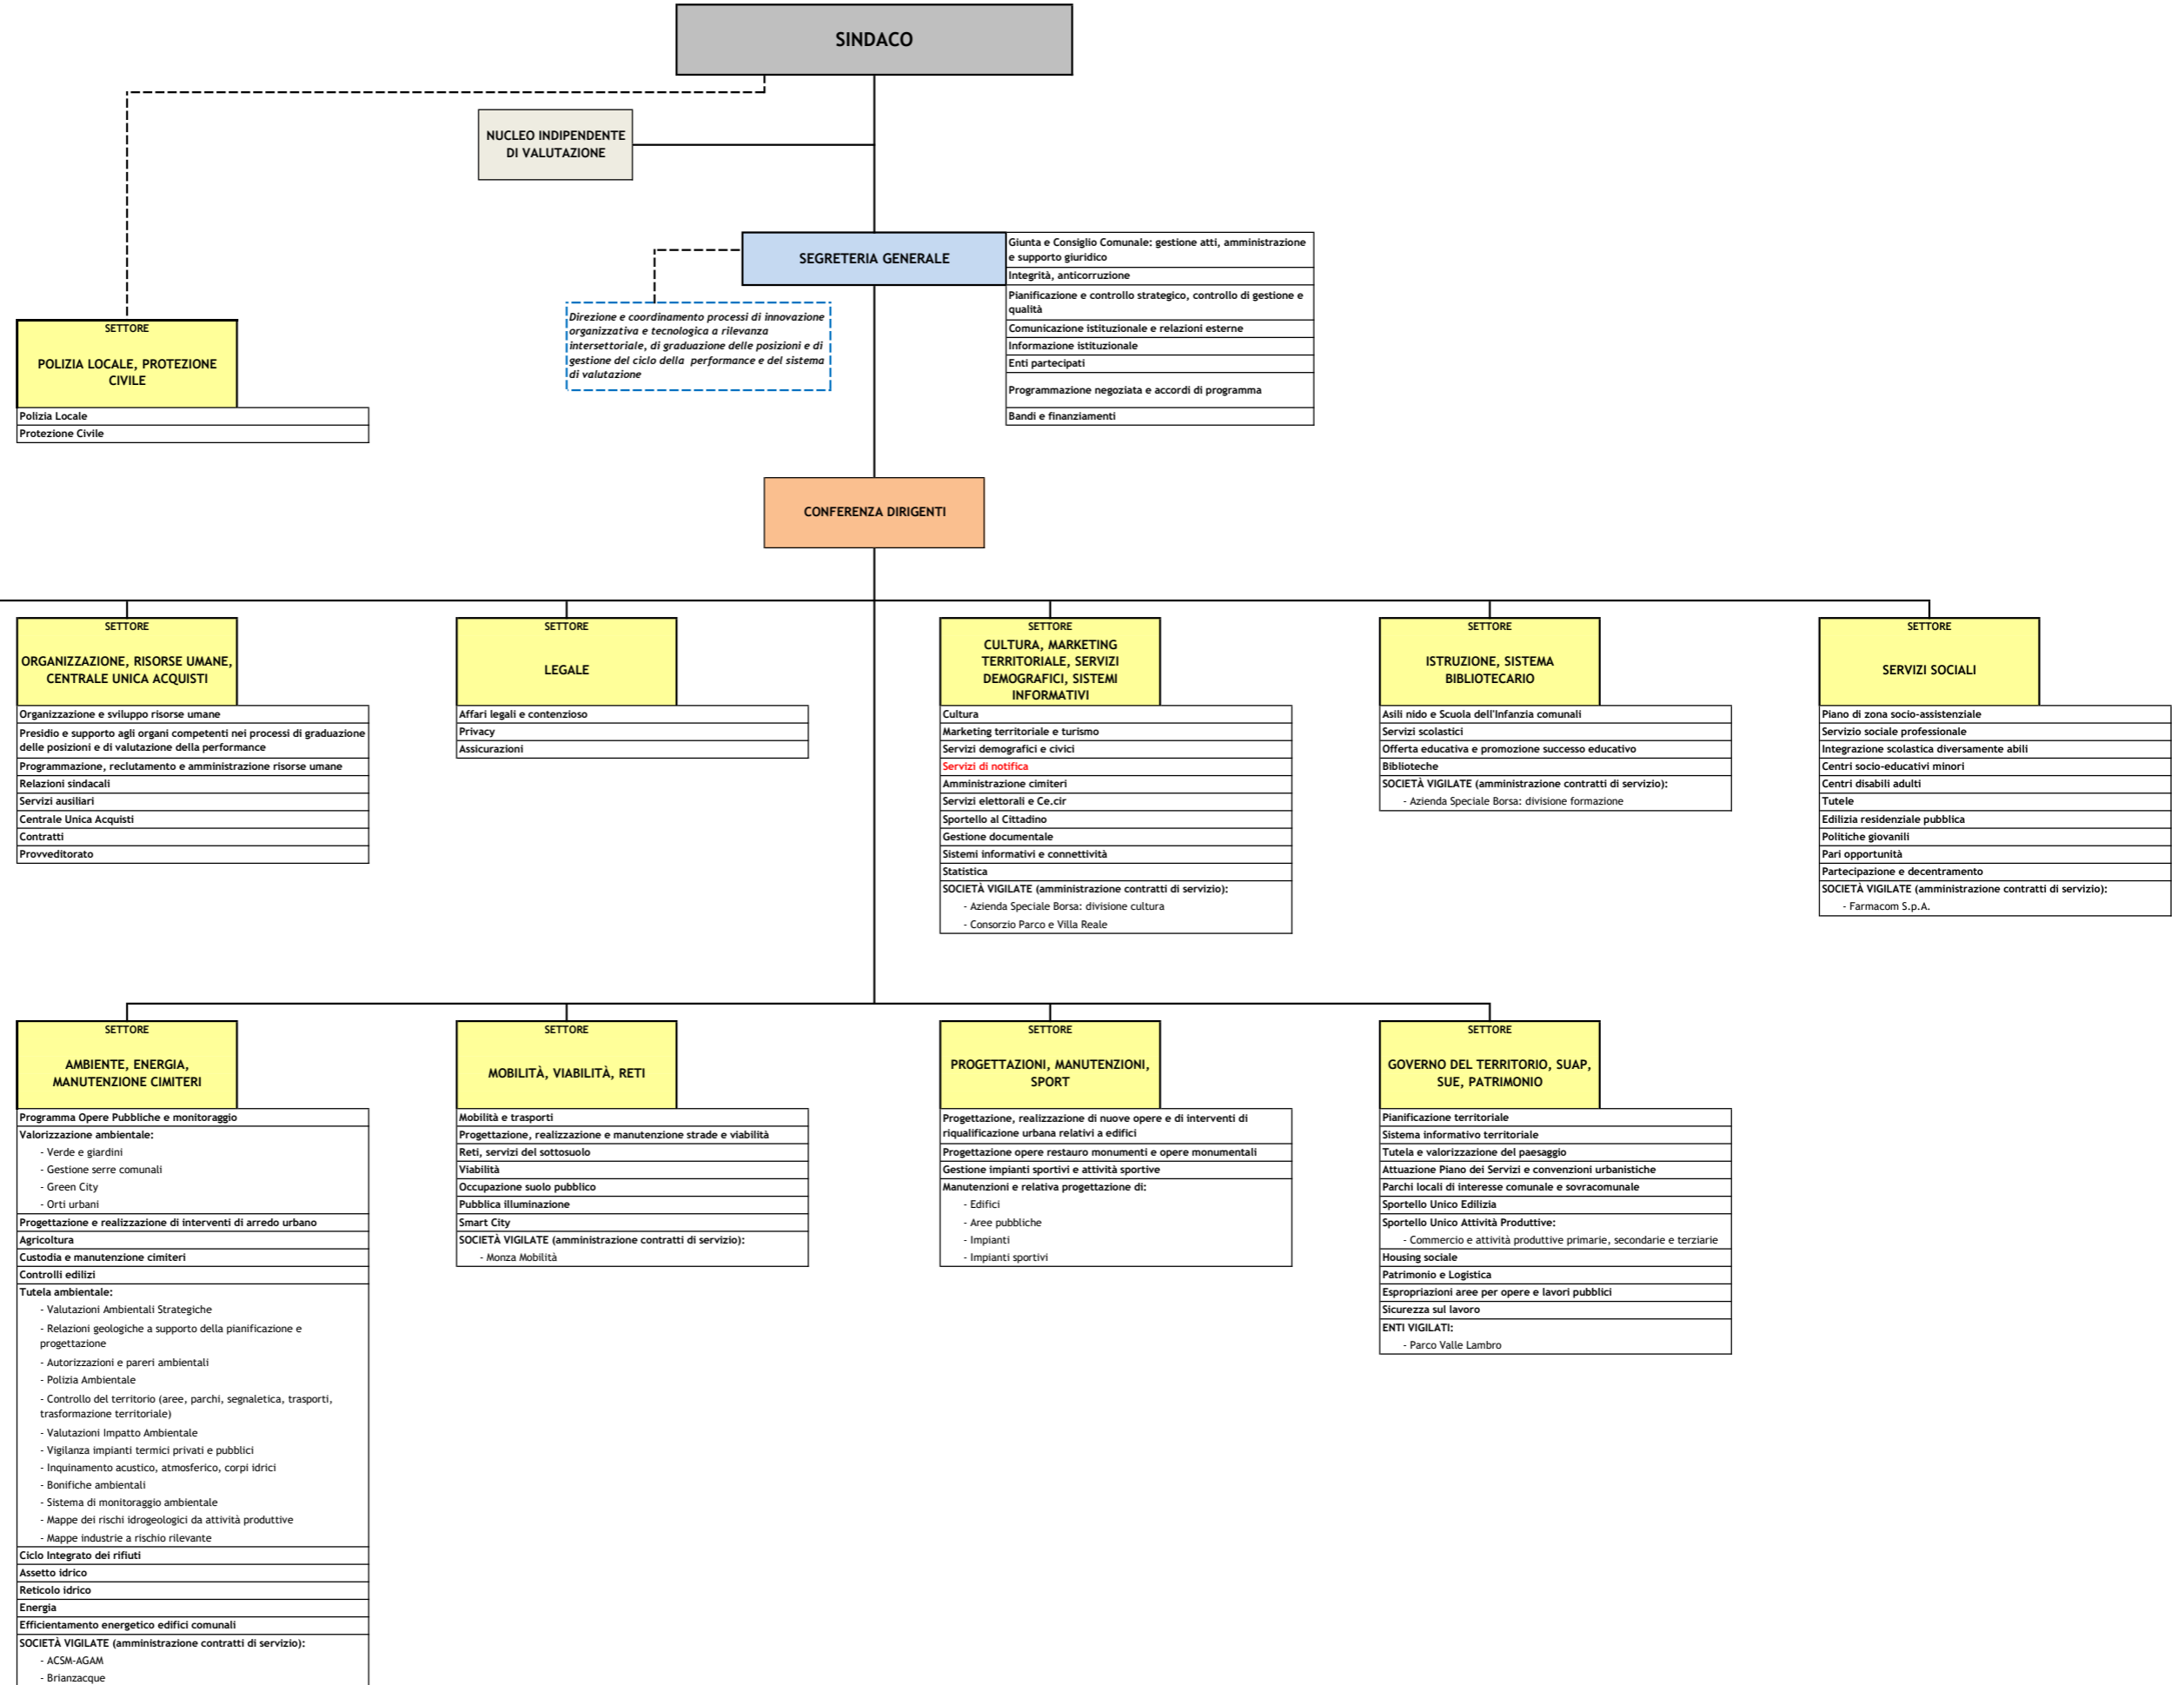 SINDACO
NUCLEO INDIPENDENTE
DI VALUTAZIONE
SEGRETERIA GENERALE
Giunta e Consiglio Comunale: gestione atti, amministrazione
e supporto giuridico
Integrità, anticorruzione
Pianificazione e controllo strategico, controllo di gestione e
qualità
Comunicazione istituzionale e relazioni esterne
Informazione istituzionale
Enti partecipati
Programmazione negoziata e accordi di programma
Bandi e finanziamenti
Direzione e coordinamento processi di innovazione
organizzativa e tecnologica a rilevanza
intersettoriale, di graduazione delle posizioni e di
gestione del ciclo della performance e del sistema
di valutazione
SETTORE
POLIZIA LOCALE, PROTEZIONE
CIVILE
Polizia Locale
Protezione Civile
CONFERENZA DIRIGENTI
SETTORE
ORGANIZZAZIONE, RISORSE UMANE,
CENTRALE UNICA ACQUISTI
Organizzazione e sviluppo risorse umane
Presidio e supporto agli organi competenti nei processi di graduazione
delle posizioni e di valutazione della performance
Programmazione, reclutamento e amministrazione risorse umane
Relazioni sindacali
Servizi ausiliari
Centrale Unica Acquisti
Contratti
Provveditorato
SETTORE
LEGALE
Affari legali e contenzioso
Privacy
Assicurazioni
SETTORE
CULTURA, MARKETING
TERRITORIALE, SERVIZI
DEMOGRAFICI, SISTEMI
INFORMATIVI
Cultura
Marketing territoriale e turismo
Servizi demografici e civici
Servizi di notifica
Amministrazione cimiteri
Servizi elettorali e Ce.cir
Sportello al Cittadino
Gestione documentale
Sistemi informativi e connettività
Statistica
SOCIETÀ VIGILATE (amministrazione contratti di servizio):
- Azienda Speciale Borsa: divisione cultura
- Consorzio Parco e Villa Reale
SETTORE
ISTRUZIONE, SISTEMA
BIBLIOTECARIO
Asili nido e Scuola dell'Infanzia comunali
Servizi scolastici
Offerta educativa e promozione successo educativo
Biblioteche
SOCIETÀ VIGILATE (amministrazione contratti di servizio):
- Azienda Speciale Borsa: divisione formazione
SETTORE
SERVIZI SOCIALI
Piano di zona socio-assistenziale
Servizio sociale professionale
Integrazione scolastica diversamente abili
Centri socio-educativi minori
Centri disabili adulti
Tutele
Edilizia residenziale pubblica
Politiche giovanili
Pari opportunità
Partecipazione e decentramento
SOCIETÀ VIGILATE (amministrazione contratti di servizio):
- Farmacom S.p.A.
SETTORE
AMBIENTE, ENERGIA,
MANUTENZIONE CIMITERI
Programma Opere Pubbliche e monitoraggio
Valorizzazione ambientale:
- Verde e giardini
- Gestione serre comunali
- Green City
- Orti urbani
Progettazione e realizzazione di interventi di arredo urbano
Agricoltura
Custodia e manutenzione cimiteri
Controlli edilizi
Tutela ambientale:
- Valutazioni Ambientali Strategiche
- Relazioni geologiche a supporto della pianificazione e
progettazione
- Autorizzazioni e pareri ambientali
- Polizia Ambientale
- Controllo del territorio (aree, parchi, segnaletica, trasporti,
trasformazione territoriale)
- Valutazioni Impatto Ambientale
- Vigilanza impianti termici privati e pubblici
- Inquinamento acustico, atmosferico, corpi idrici
- Bonifiche ambientali
- Sistema di monitoraggio ambientale
- Mappe dei rischi idrogeologici da attività produttive
- Mappe industrie a rischio rilevante
Ciclo Integrato dei rifiuti
Assetto idrico
Reticolo idrico
Energia
Efficientamento energetico edifici comunali
SOCIETÀ VIGILATE (amministrazione contratti di servizio):
- ACSM-AGAM
- Brianzacque
SETTORE
MOBILITÀ, VIABILITÀ, RETI
Mobilità e trasporti
Progettazione, realizzazione e manutenzione strade e viabilità
Reti, servizi del sottosuolo
Viabilità
Occupazione suolo pubblico
Pubblica illuminazione
Smart City
SOCIETÀ VIGILATE (amministrazione contratti di servizio):
- Monza Mobilità
SETTORE
PROGETTAZIONI, MANUTENZIONI,
SPORT
Progettazione, realizzazione di nuove opere e di interventi di
riqualificazione urbana relativi a edifici
Progettazione opere restauro monumenti e opere monumentali
Gestione impianti sportivi e attività sportive
Manutenzioni e relativa progettazione di:
- Edifici
- Aree pubbliche
- Impianti
- Impianti sportivi
SETTORE
GOVERNO DEL TERRITORIO, SUAP,
SUE, PATRIMONIO
Pianificazione territoriale
Sistema informativo territoriale
Tutela e valorizzazione del paesaggio
Attuazione Piano dei Servizi e convenzioni urbanistiche
Parchi locali di interesse comunale e sovracomunale
Sportello Unico Edilizia
Sportello Unico Attività Produttive:
- Commercio e attività produttive primarie, secondarie e terziarie
Housing sociale
Patrimonio e Logistica
Espropriazioni aree per opere e lavori pubblici
Sicurezza sul lavoro
ENTI VIGILATI:
- Parco Valle Lambro